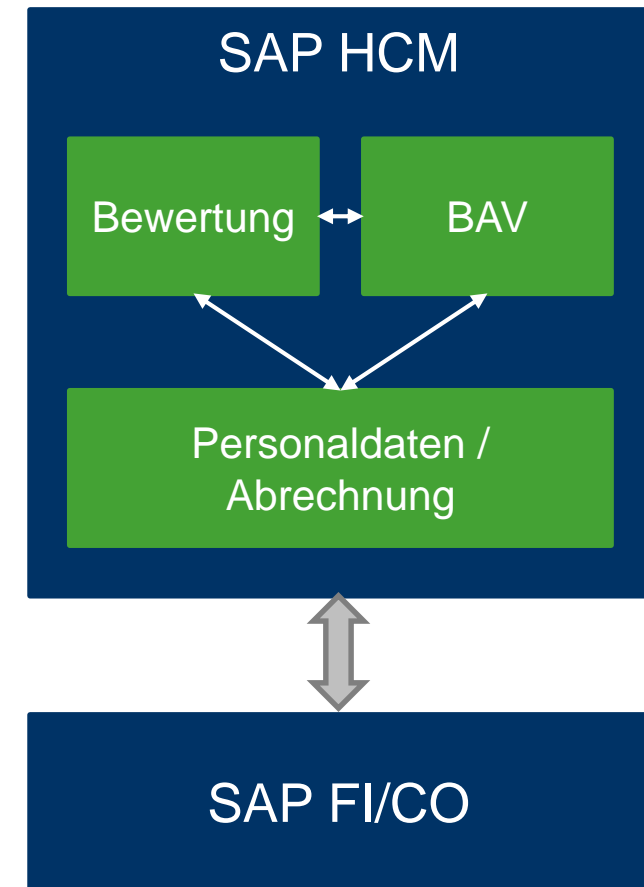 SAP HCM
Bewertung
BAV
Personaldaten /
Abrechnung
SAP FI/CO